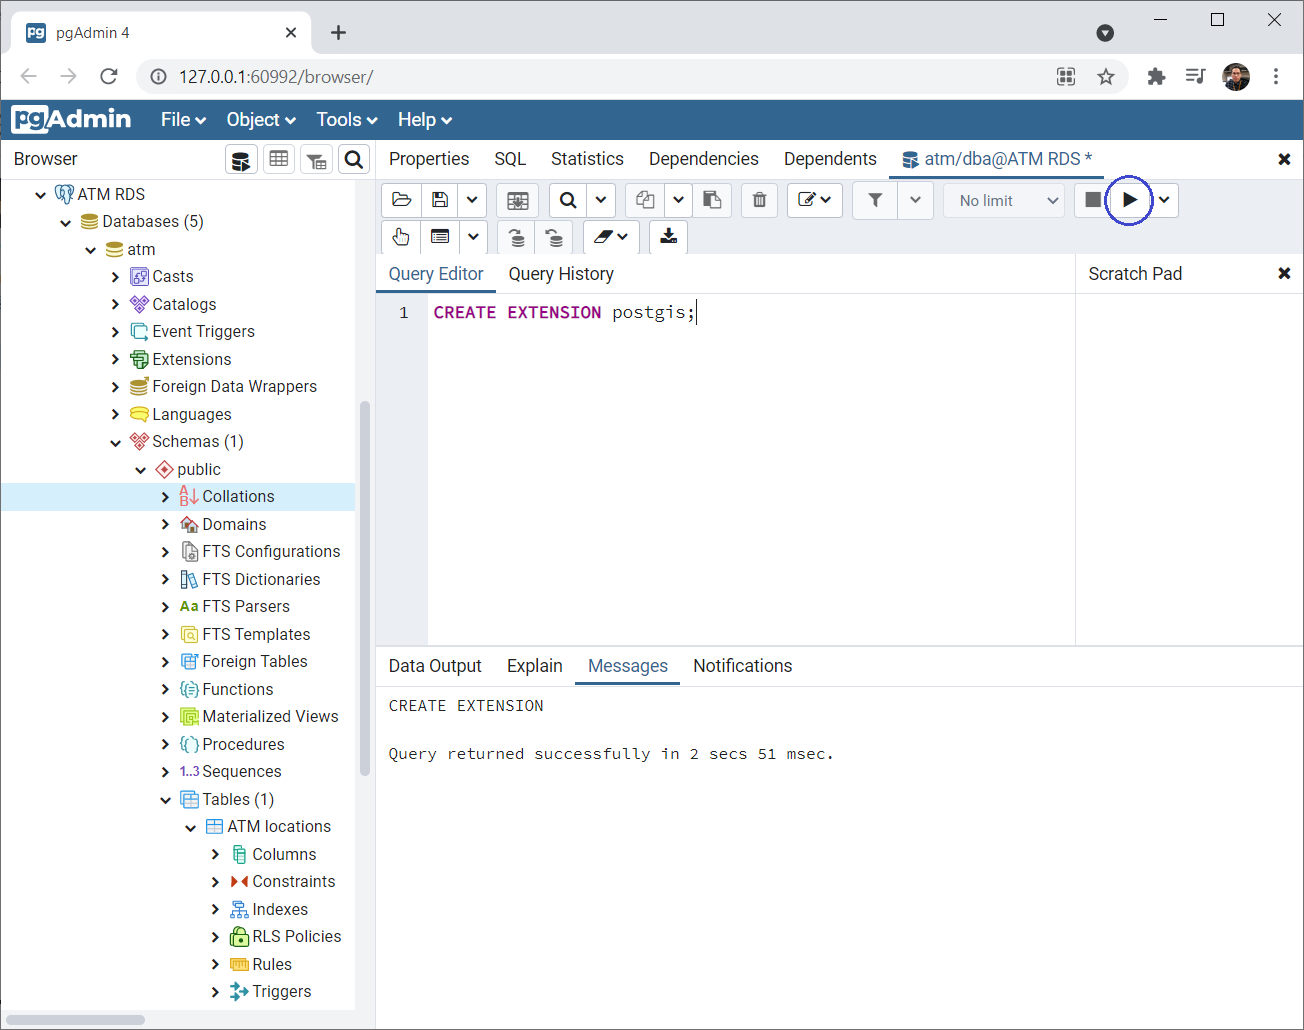 pgAdmin 4
127.0.0.1:60992/browser/
pgAdmin File Object Tools Help
Browser
Properties SQL Statistics Dependencies Dependents atm/dba@ATM RDS *
No limit
ATM RDS
Databases (5)
atm
Casts
Catalogs
Event Triggers
Extensions
Foreign Data Wrappers
Languages
Schemas (1)
public
Collations
Domains
FTS Configurations
FTS Dictionaries
Aa FTS Parsers
FTS Templates
Foreign Tables
Functions
Materialized Views
Procedures
1..3 Sequences
Tables (1)
ATM locations
Columns
Constraints
Indexes
RLS Policies
Rules
Triggers
Query Editor Query History
Scratch Pad
1 CREATE EXTENSION postgis;
Data Output Explain Messages Notifications
CREATE EXTENSION
Query returned successfully in 2 secs 51 msec.